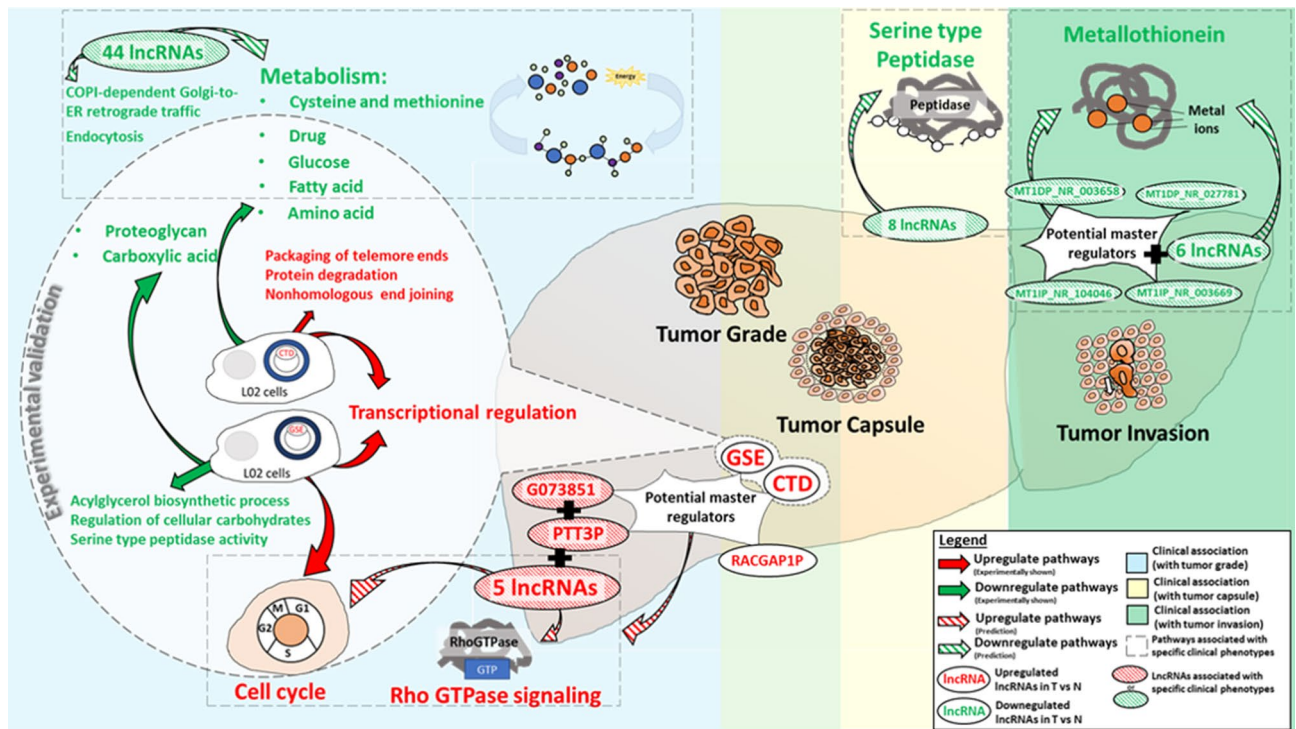 44 lncRNAs
COPI-dependent Golgi-to-
ER retrograde traffic
Endocytosis
Metabolism:
• Cysteine and methionine
• Drug
• Glucose
• Fatty acid
• Amino acid
Energy
• Proteoglycan
• Carboxylic acid
Packaging of telemore ends
Protein degradation
Nonhomologous end joining
Experimental validation
CTD
L02 cells
GSE
L02 cells
Transcriptional regulation
Acylglycerol biosynthetic process
Regulation of cellular carbohydrates
Serine type peptidase activity
M
G1
G2
S
Cell cycle
RhoGTPase
GTP
Rho GTPase signaling
G073851
PTT3P
5 lncRNAs
Potential master
regulators
GSE
CTD
RACGAP1P
Tumor Grade
Tumor Capsule
Tumor Invasion
Serine type
Peptidase
Peptidase
8 lncRNAs
Metallothionein
Metal
ions
MT1DP_NR_003658
MT1DP_NR_027781
Potential master
regulators
6 lncRNAs
MT1IP_NR_104046
MT1IP_NR_003669
Legend
Upregulate pathways
(Experimentally shown)
Downregulate pathways
(Experimentally shown)
Upregulate pathways
(Prediction)
Downregulate pathways
(Prediction)
lncRNA
Upregulated
lncRNAs in T vs N
lncRNA
Downregulated
lncRNAs in T vs N
Clinical association
(with tumor grade)
Clinical association
(with tumor capsule)
Clinical association
(with tumor invasion)
Pathways associated with
specific clinical phenotypes
or
LncRNAs associated with
specific clinical phenotypes